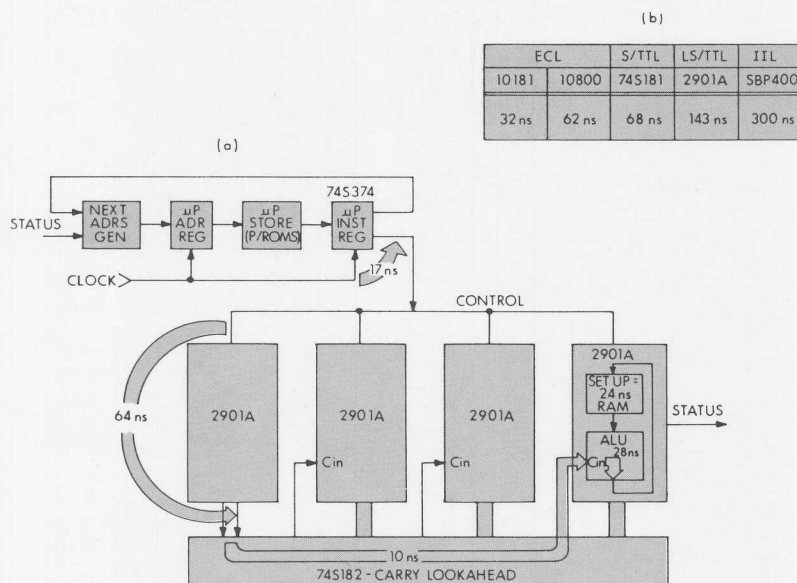 (b)
ECL S/TTL LS/TTL IIL
10181 10800 74S181 2901A SBP400
32 ns 62 ns 68 ns 143 ns 300 ns
(a)
74S374
STATUS
NEXT
ADRS
GEN
μP
ADR
REG
μP
STORE
(P/ROMS)
μP
INST
REG
CLOCK
17 ns
CONTROL
64 ns
2901A
2901A
2901A
2901A
SET UP =
24 ns
RAM
ALU
28 ns
Cin
Cin
Cin
STATUS
10 ns
74S182 - CARRY LOOKAHEAD